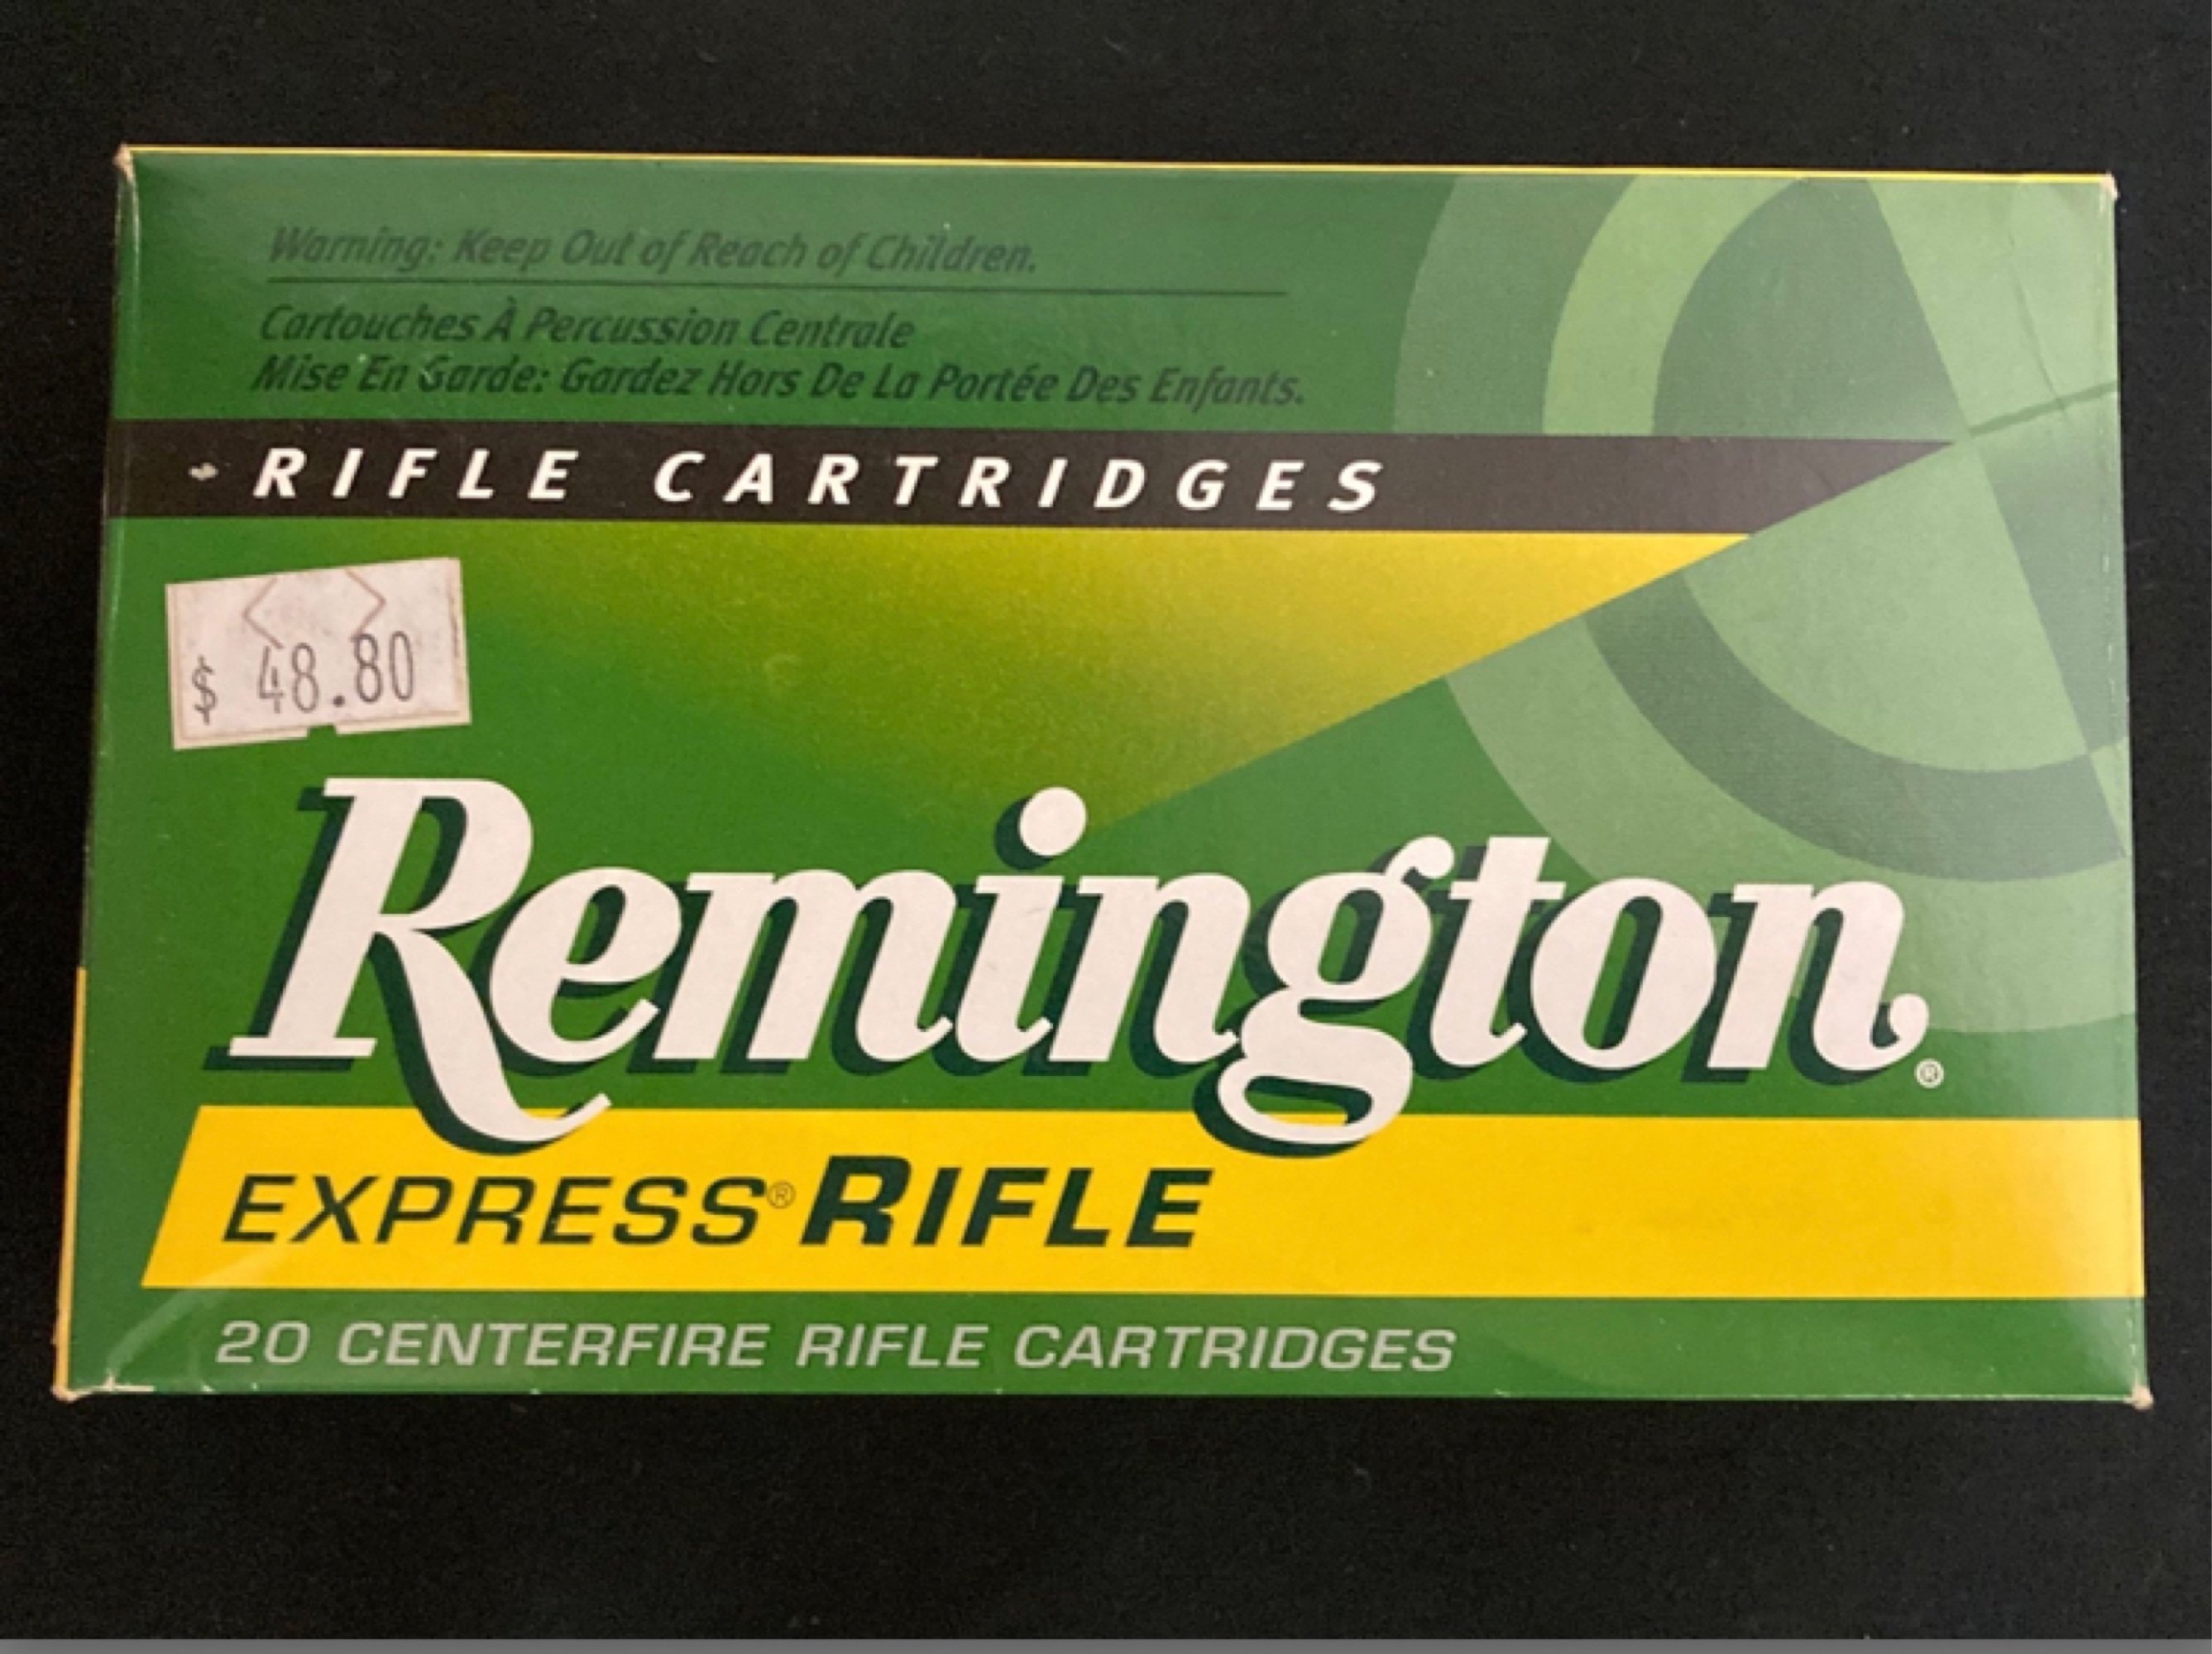 Warning: Keep Out of Reach of Children.
Cartouches À Percussion Centrale
Mise En Garde: Gardez Hors De La Portée Des Enfants.
RIFLE CARTRIDGES
$ 48.80
Remington®
EXPRESS® RIFLE
20 CENTERFIRE RIFLE CARTRIDGES